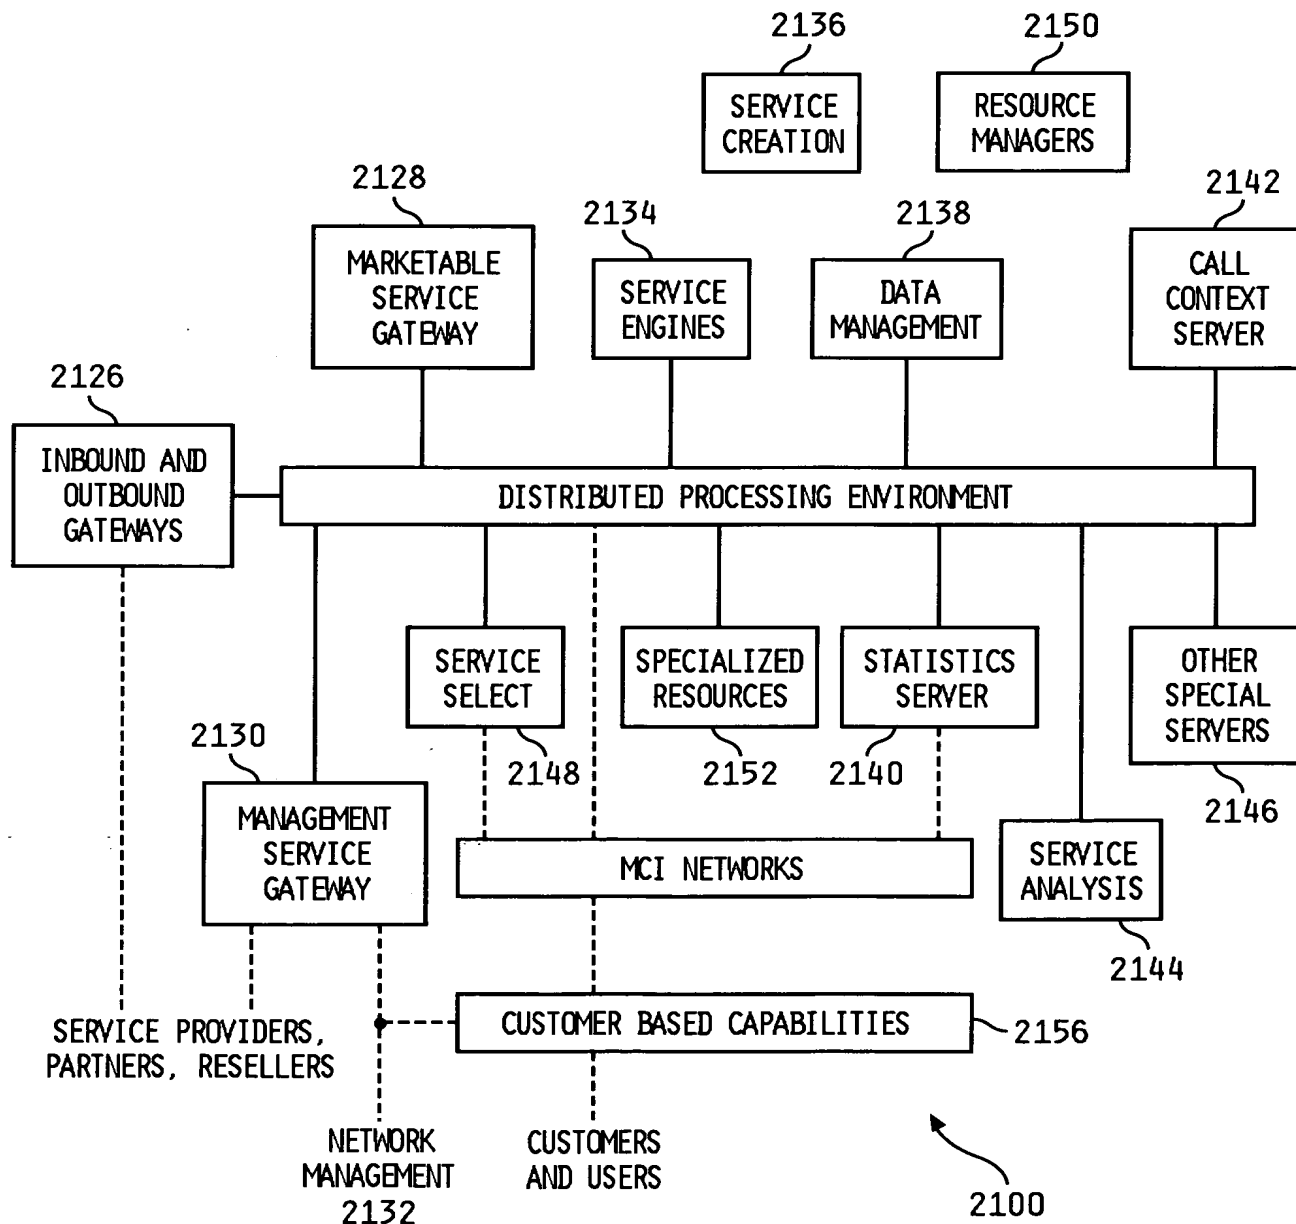 2136
2150
SERVICE
CREATION
RESOURCE
MANAGERS
2128
2134
2138
2142
MARKETABLE
SERVICE
GATEWAY
SERVICE
ENGINES
DATA
MANAGEMENT
CALL
CONTEXT
SERVER
2126
INBOUND AND
OUTBOUND
GATEWAYS
DISTRIBUTED PROCESSING ENVIRONMENT
SERVICE
SELECT
SPECIALIZED
RESOURCES
STATISTICS
SERVER
OTHER
SPECIAL
SERVERS
2130
2148
2152
2140
2146
MANAGEMENT
SERVICE
GATEWAY
MCI NETWORKS
SERVICE
ANALYSIS
2144
SERVICE PROVIDERS,
PARTNERS, RESELLERS
CUSTOMER BASED CAPABILITIES
2156
NETWORK
MANAGEMENT
2132
CUSTOMERS
AND USERS
2100